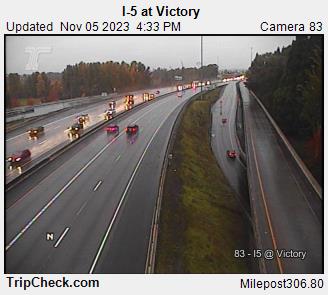 I-5 at Victory
Updated Nov 05 2023 4:33 PM Camera 83
N
83 - I5 @ Victory
TripCheck.com Milepost306.80